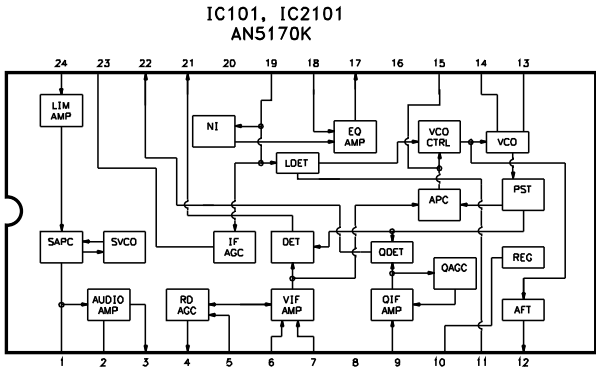 IC101, IC2101
AN5170K
24 23 22 21 20 19 18 17 16 15 14 13
LIM
AMP
NI
EQ
AMP
VCO
CTRL
VCO
LDET
APC
PST
SAPC
SVCO
IF
AGC
DET
QDET
REG
QAGC
AUDIO
AMP
RD
AGC
VIF
AMP
QIF
AMP
AFT
1 2 3 4 5 6 7 8 9 10 11 12